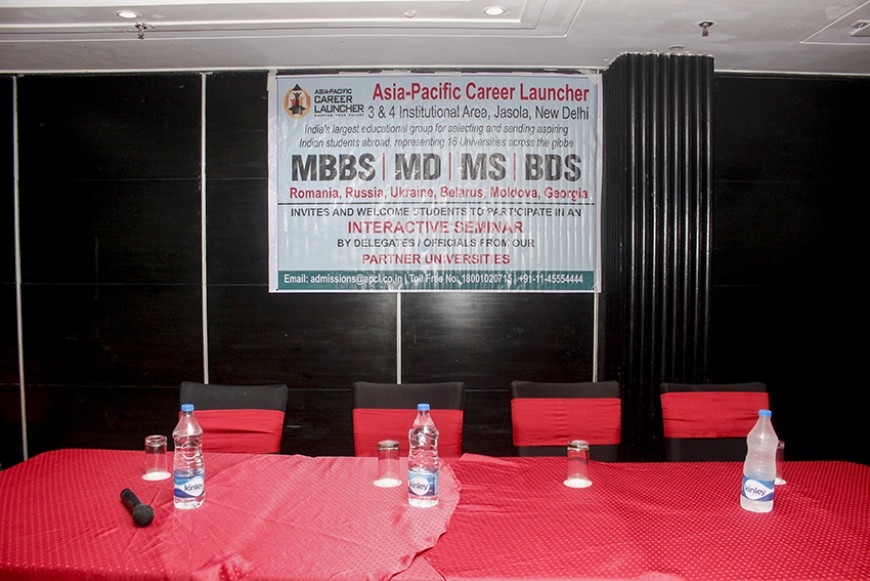 ASIA-PACIFIC
CAREER
LAUNCHER
Asia-Pacific Career Launcher
3 & 4 Institutional Area, Jasola, New Delhi
India's largest educational group for selecting and sending aspiring
Indian students abroad, representing 16 Universities across the globe
MBBS | MD | MS | BDS
Romania, Russia, Ukraine, Belarus, Moldova, Georgia
INVITES AND WELCOME STUDENTS TO PARTICIPATE IN AN
INTERACTIVE SEMINAR
BY DELEGATES / OFFICIALS FROM OUR
PARTNER UNIVERSITIES
Email: admissions@apcl.co.in | Toll Free No. 18001020715 | +91-11-45554444
kinley
kinley
kinley